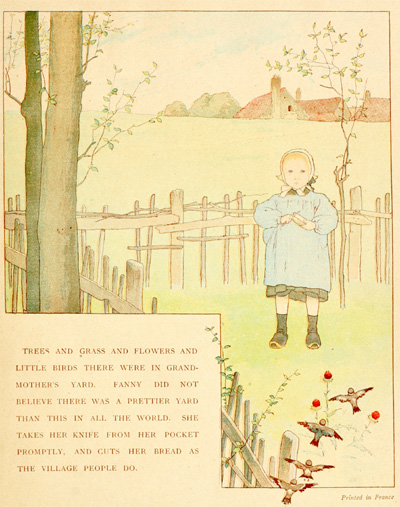 TREES AND GRASS AND FLOWERS AND
LITTLE BIRDS THERE WERE IN GRAND-
MOTHER'S YARD. FANNY DID NOT
BELIEVE THERE WAS A PRETTIER YARD
THAN THIS IN ALL THE WORLD. SHE
TAKES HER KNIFE FROM HER POCKET
PROMPTLY, AND CUTS HER BREAD AS
THE VILLAGE PEOPLE DO.
Printed in France